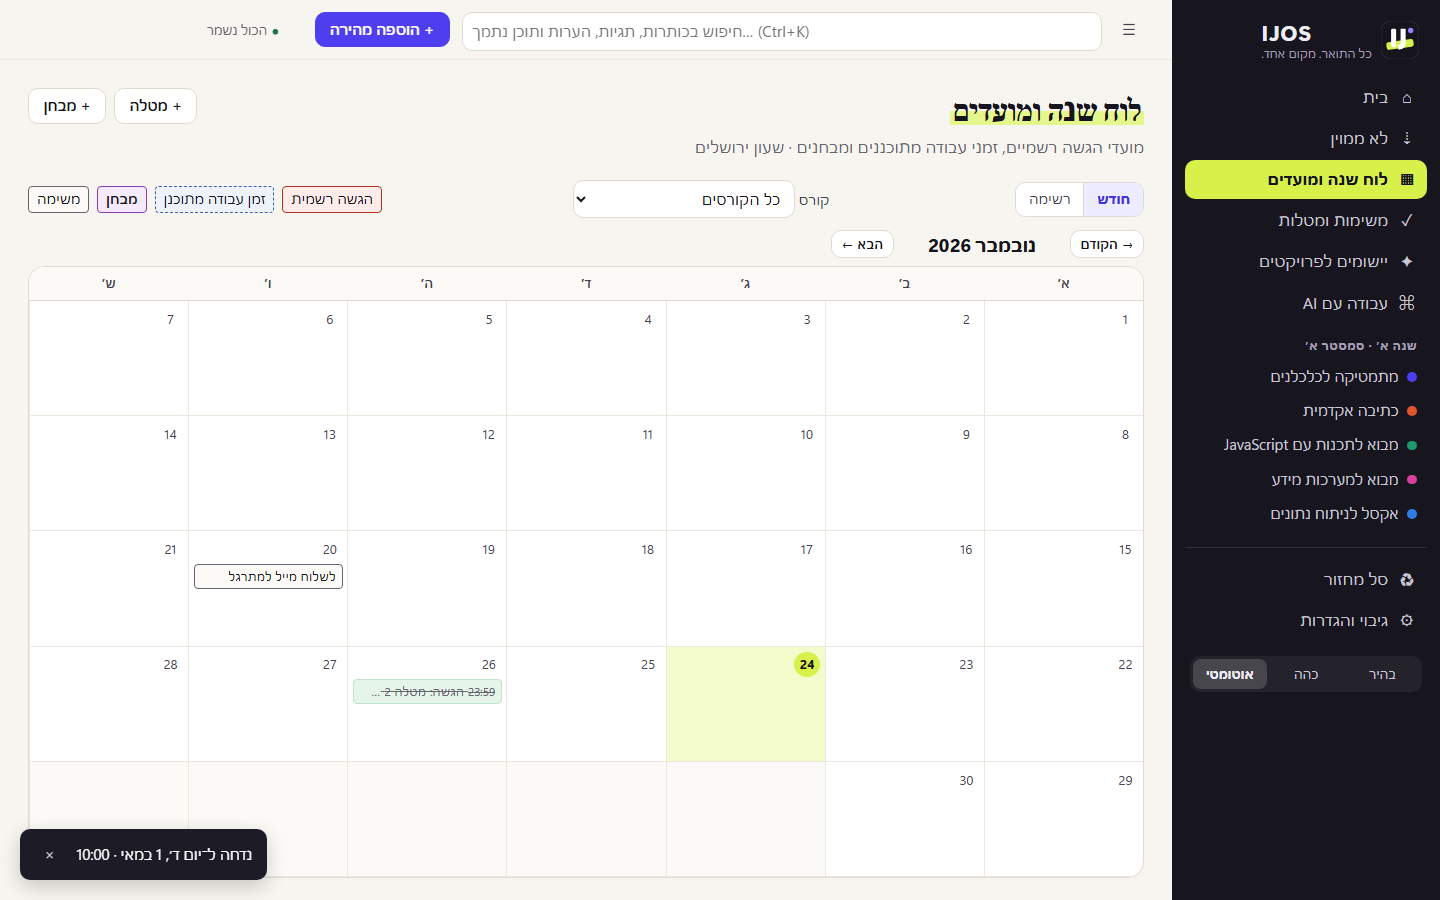 IJOS
כל התואר. מקום אחד.
בית
לא ממוין
לוח שנה ומועדים
משימות ומטלות
יישומים לפרויקטים
עבודה עם AI
שנה א׳ · סמסטר א׳
מתמטיקה לכלכלנים
כתיבה אקדמית
מבוא לתכנות עם JavaScript
מבוא למערכות מידע
אקסל לניתוח נתונים
סל מחזור
גיבוי והגדרות
בהיר
כהה
אוטומטי
חיפוש בכותרות, תגיות, הערות ותוכן נתמך… (Ctrl+K)
+ הוספה מהירה
הכול נשמר
לוח שנה ומועדים
+ מטלה
+ מבחן
מועדי הגשה רשמיים, זמני עבודה מתוכננים ומבחנים · שעון ירושלים
חודש
רשימה
קורס
כל הקורסים
הגשה רשמית
זמן עבודה מתוכנן
מבחן
משימה
→ הקודם
נובמבר 2026
הבא ←
א׳ ב׳ ג׳ ד׳ ה׳ ו׳ ש׳
1 2 3 4 5 6 7
8 9 10 11 12 13 14
15 16 17 18 19 20 21
לשלוח מייל למתרגל
22 23 24 25 26 27 28
23:59 הגשה: מטלה 2 …
29 30
נדחה ל־יום ד׳, 1 במאי · 10:00
×